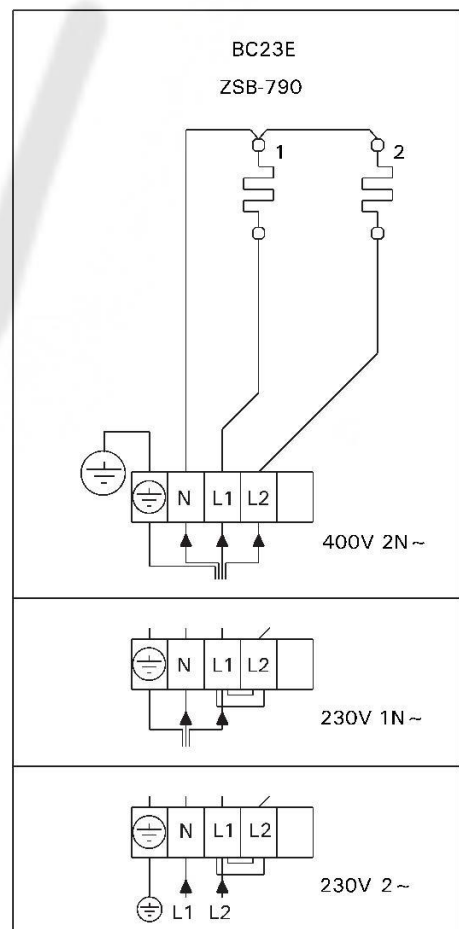 BC23E
ZSB-790
1 2
N L1 L2
400V 2N~
N L1 L2
230V 1N~
N L1 L2
L1 L2
230V 2~